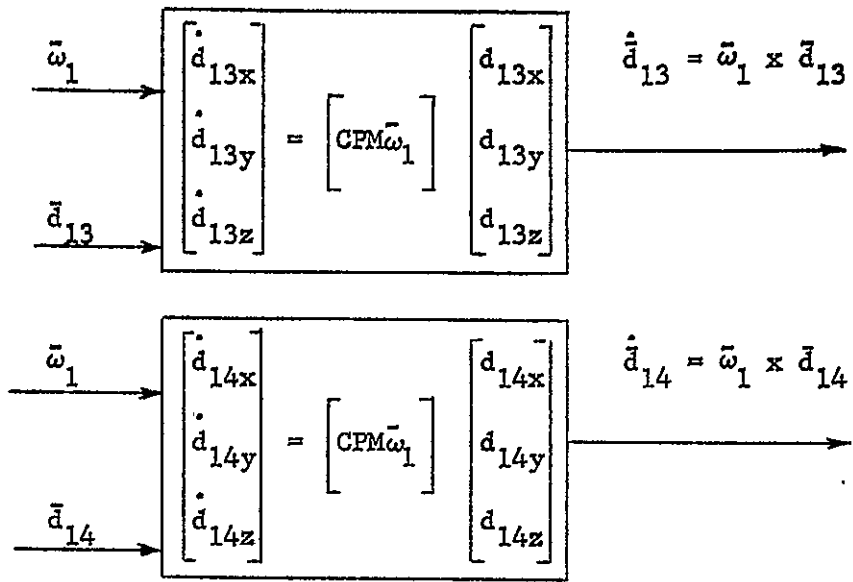 ω̄₁
ḋ₁₃ₓ
d₁₃ₓ
d̄̇₁₃ = ω̄₁ x d̄₁₃
ḋ₁₃y = [CPMω̄₁] d₁₃y
d̄₁₃
ḋ₁₃z
d₁₃z
ω̄₁
ḋ₁₄ₓ
d₁₄ₓ
d̄̇₁₄ = ω̄₁ x d̄₁₄
ḋ₁₄y = [CPMω̄₁] d₁₄y
d̄₁₄
ḋ₁₄z
d₁₄z